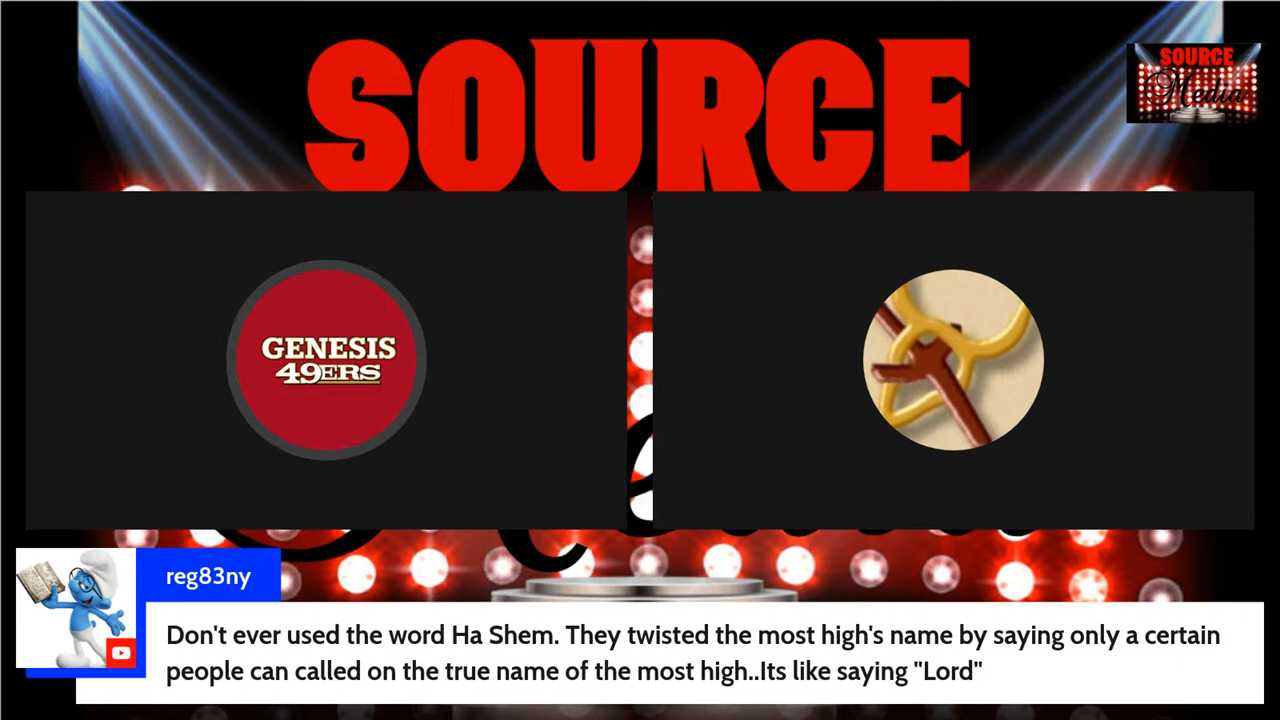 SOURCE
SOURCE
Media
GENESIS
49ERS
reg83ny
Don't ever used the word Ha Shem. They twisted the most high's name by saying only a certain
people can called on the true name of the most high..Its like saying "Lord"